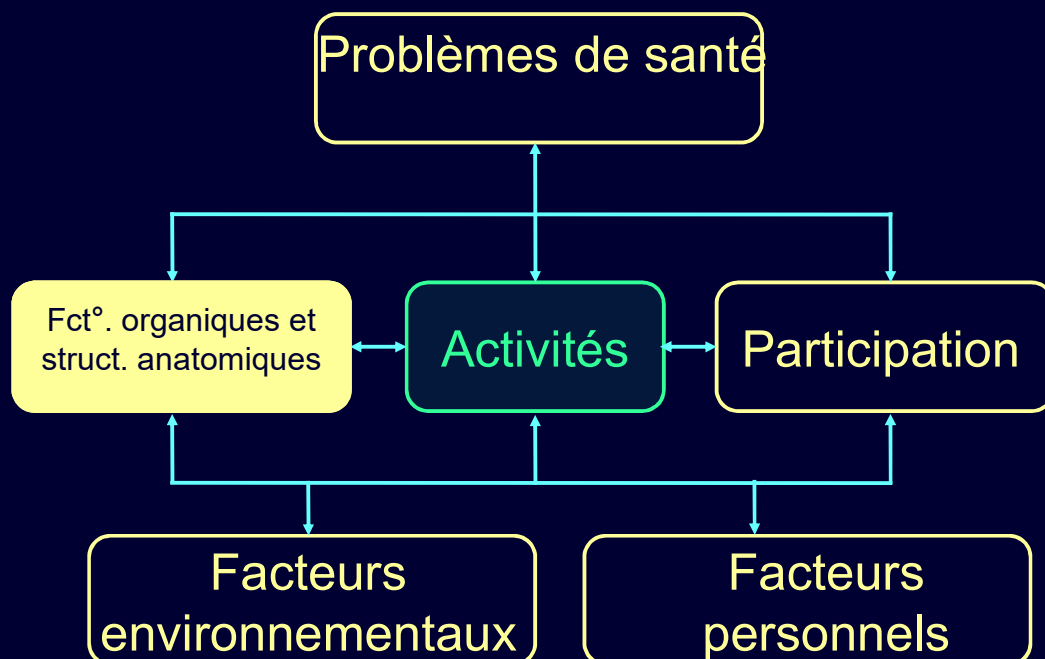 Problèmes de santé
Fct°. organiques et
struct. anatomiques
Activités
Participation
Facteurs
environnementaux
Facteurs
personnels